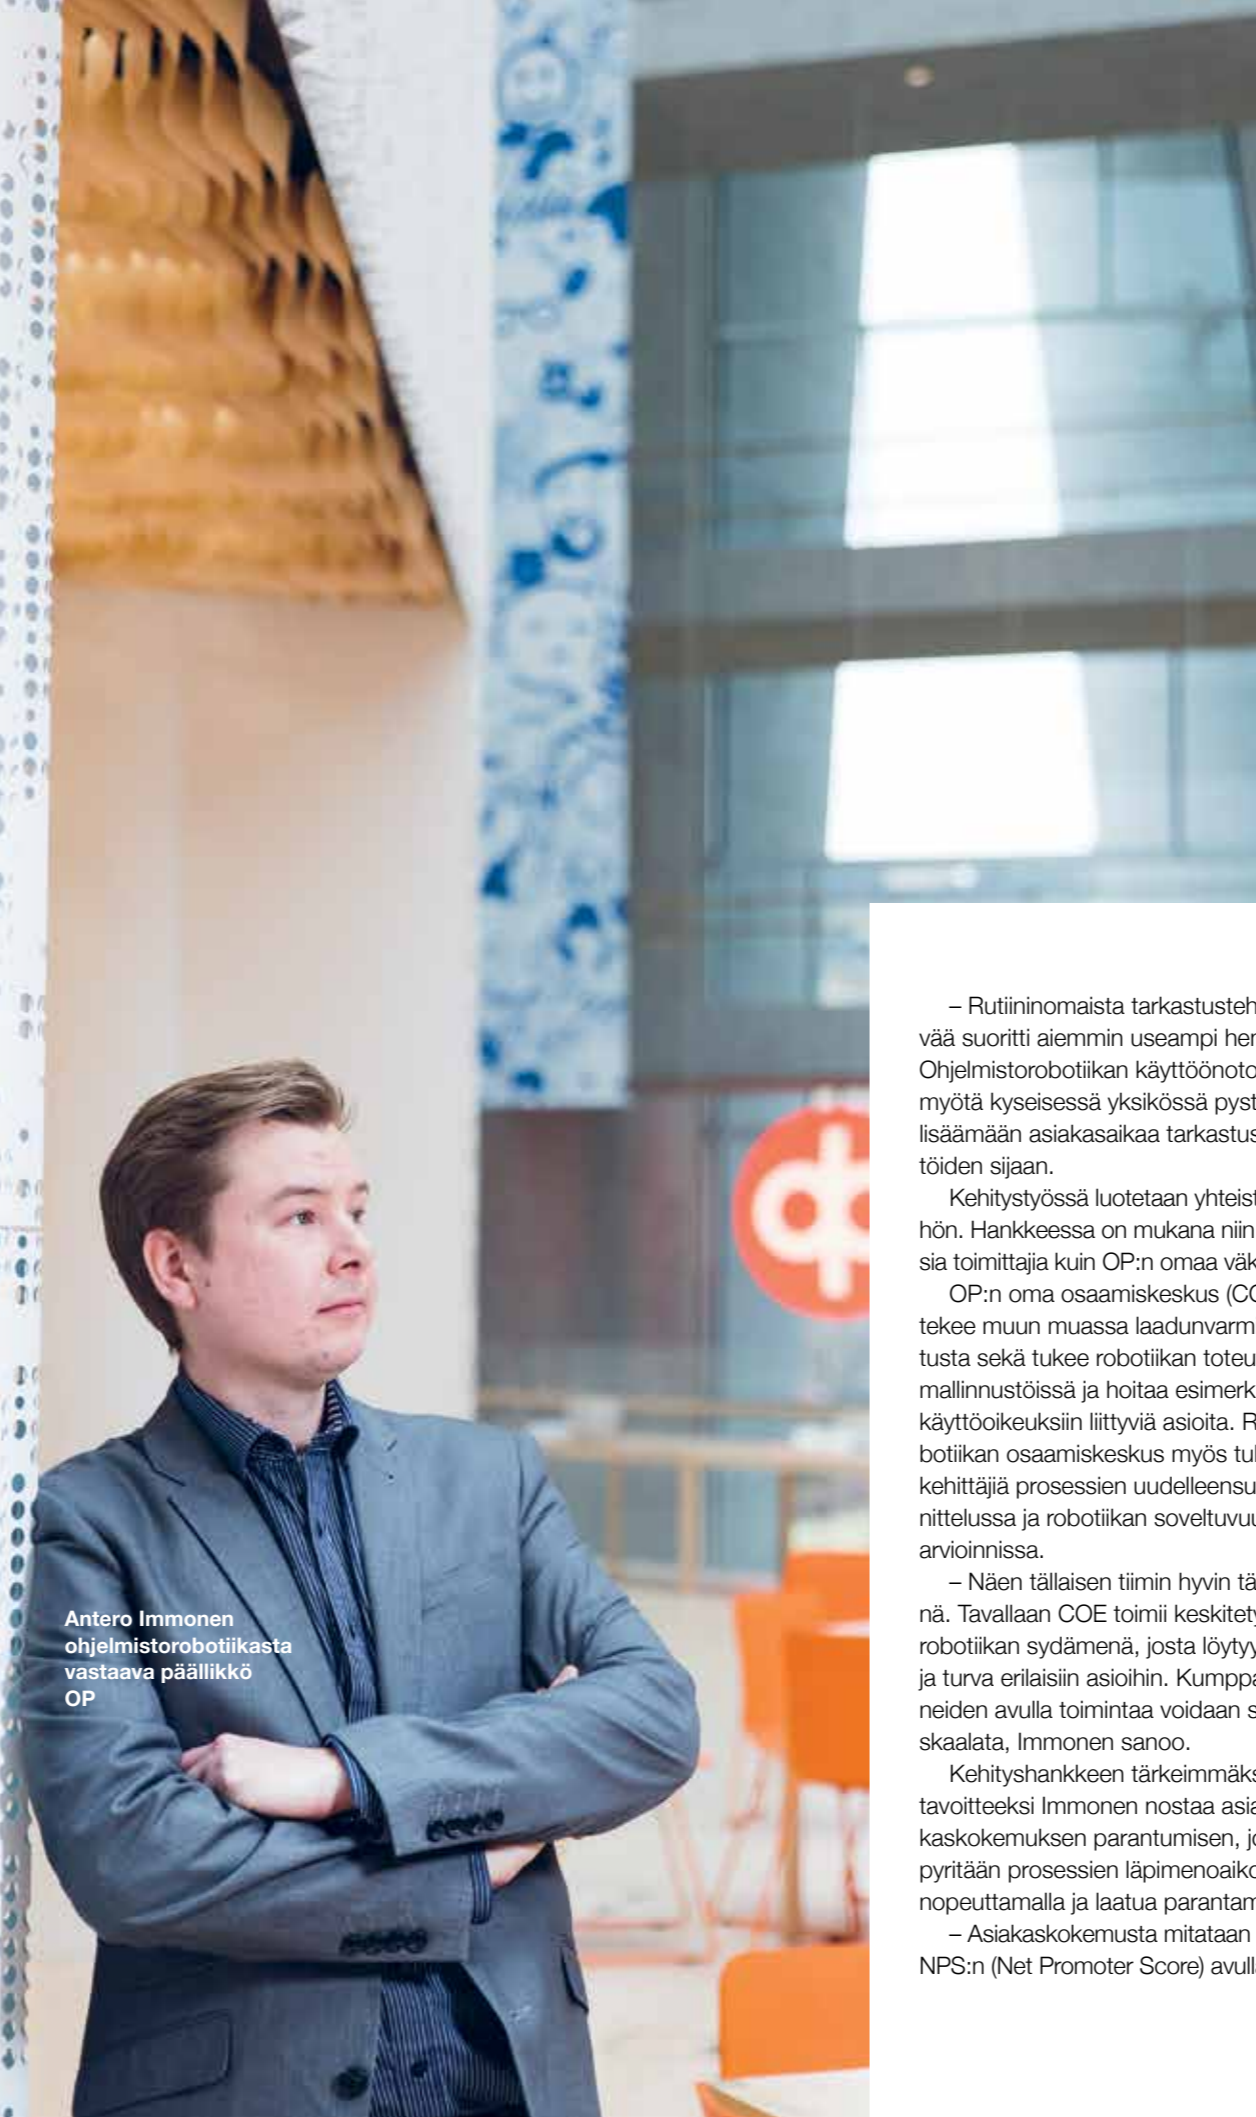 Antero Immonen
ohjelmistorobotiikasta
vastaava päällikkö
OP
– Rutiininomaista tarkastusteh
vää suoritti aiemmin useampi her
Ohjelmistorobotiikan käyttöönoto
myötä kyseisessä yksikössä pyst
lisäämään asiakasaikaa tarkastus
töiden sijaan.
Kehitystyössä luotetaan yhteist
hön. Hankkeessa on mukana niin
sia toimittajia kuin OP:n omaa väk
OP:n oma osaamiskeskus (CO
tekee muun muassa laadunvarm
tusta sekä tukee robotiikan toteu
mallinnustöissä ja hoitaa esimerk
käyttöoikeuksiin liittyviä asioita. R
botiikan osaamiskeskus myös tul
kehittäjiä prosessien uudelleensu
nittelussa ja robotiikan soveltuvuu
arvioinnissa.
– Näen tällaisen tiimin hyvin tä
nä. Tavallaan COE toimii keskitety
robotiikan sydämenä, josta löytyy
ja turva erilaisiin asioihin. Kumppa
neiden avulla toimintaa voidaan s
skaalata, Immonen sanoo.
Kehityshankkeen tärkeimmäks
tavoitteeksi Immonen nostaa asia
kaskokemuksen parantumisen, jo
pyritään prosessien läpimenoaiko
nopeuttamalla ja laatua parantam
– Asiakaskokemusta mitataan
NPS:n (Net Promoter Score) avull